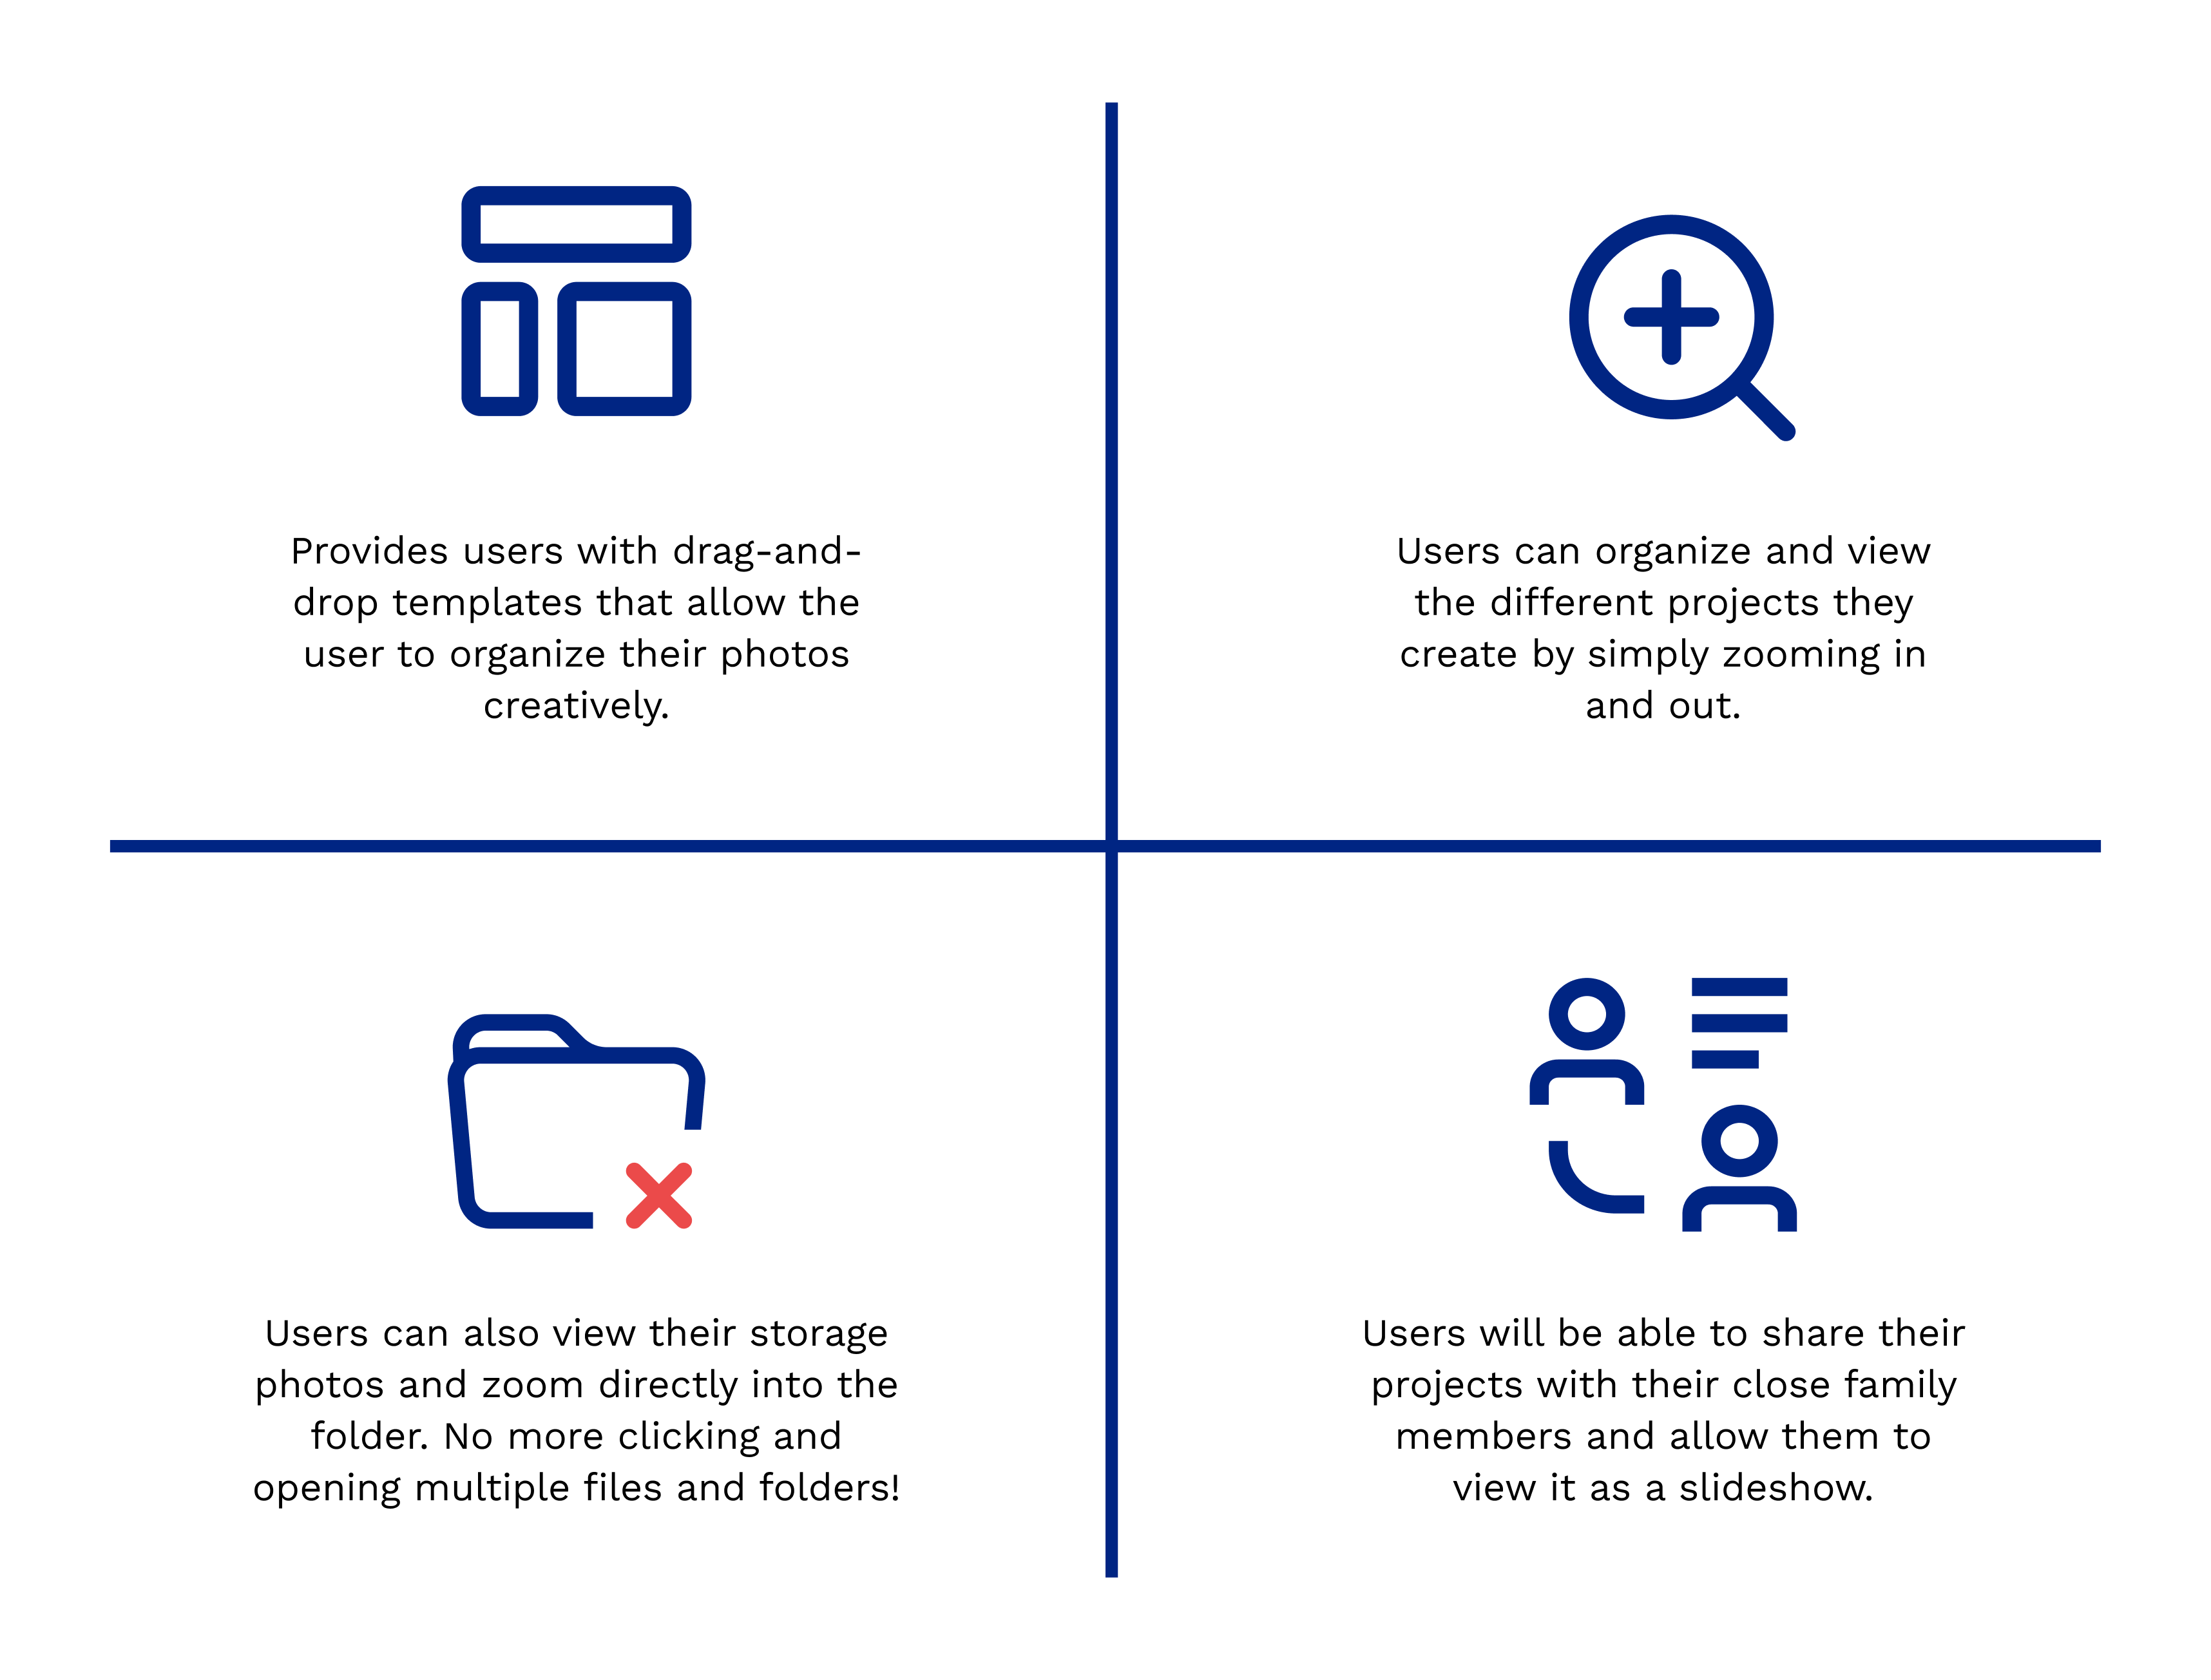 Provides users with drag-and-
drop templates that allow the
user to organize their photos
creatively.
Users can organize and view
the different projects they
create by simply zooming in
and out.
Users can also view their storage
photos and zoom directly into the
folder. No more clicking and
opening multiple files and folders!
Users will be able to share their
projects with their close family
members and allow them to
view it as a slideshow.